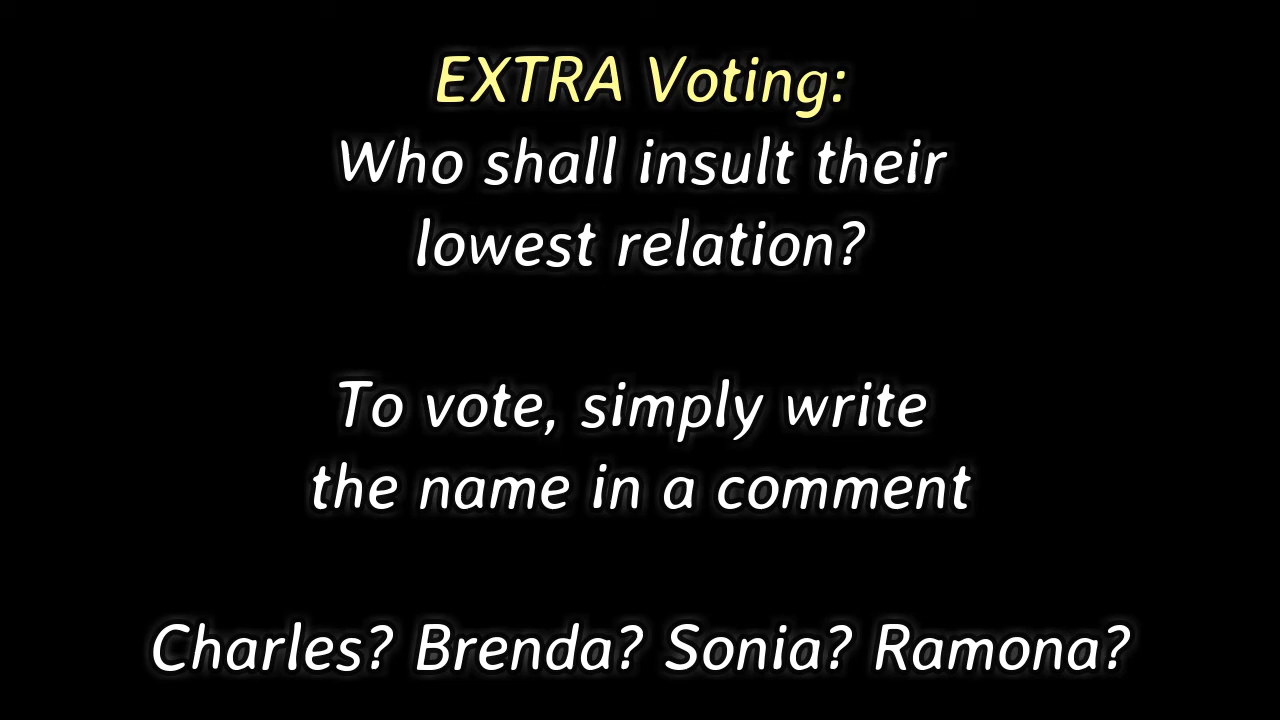 EXTRA Voting:
Who shall insult their
lowest relation?
To vote, simply write
the name in a comment
Charles? Brenda? Sonia? Ramona?